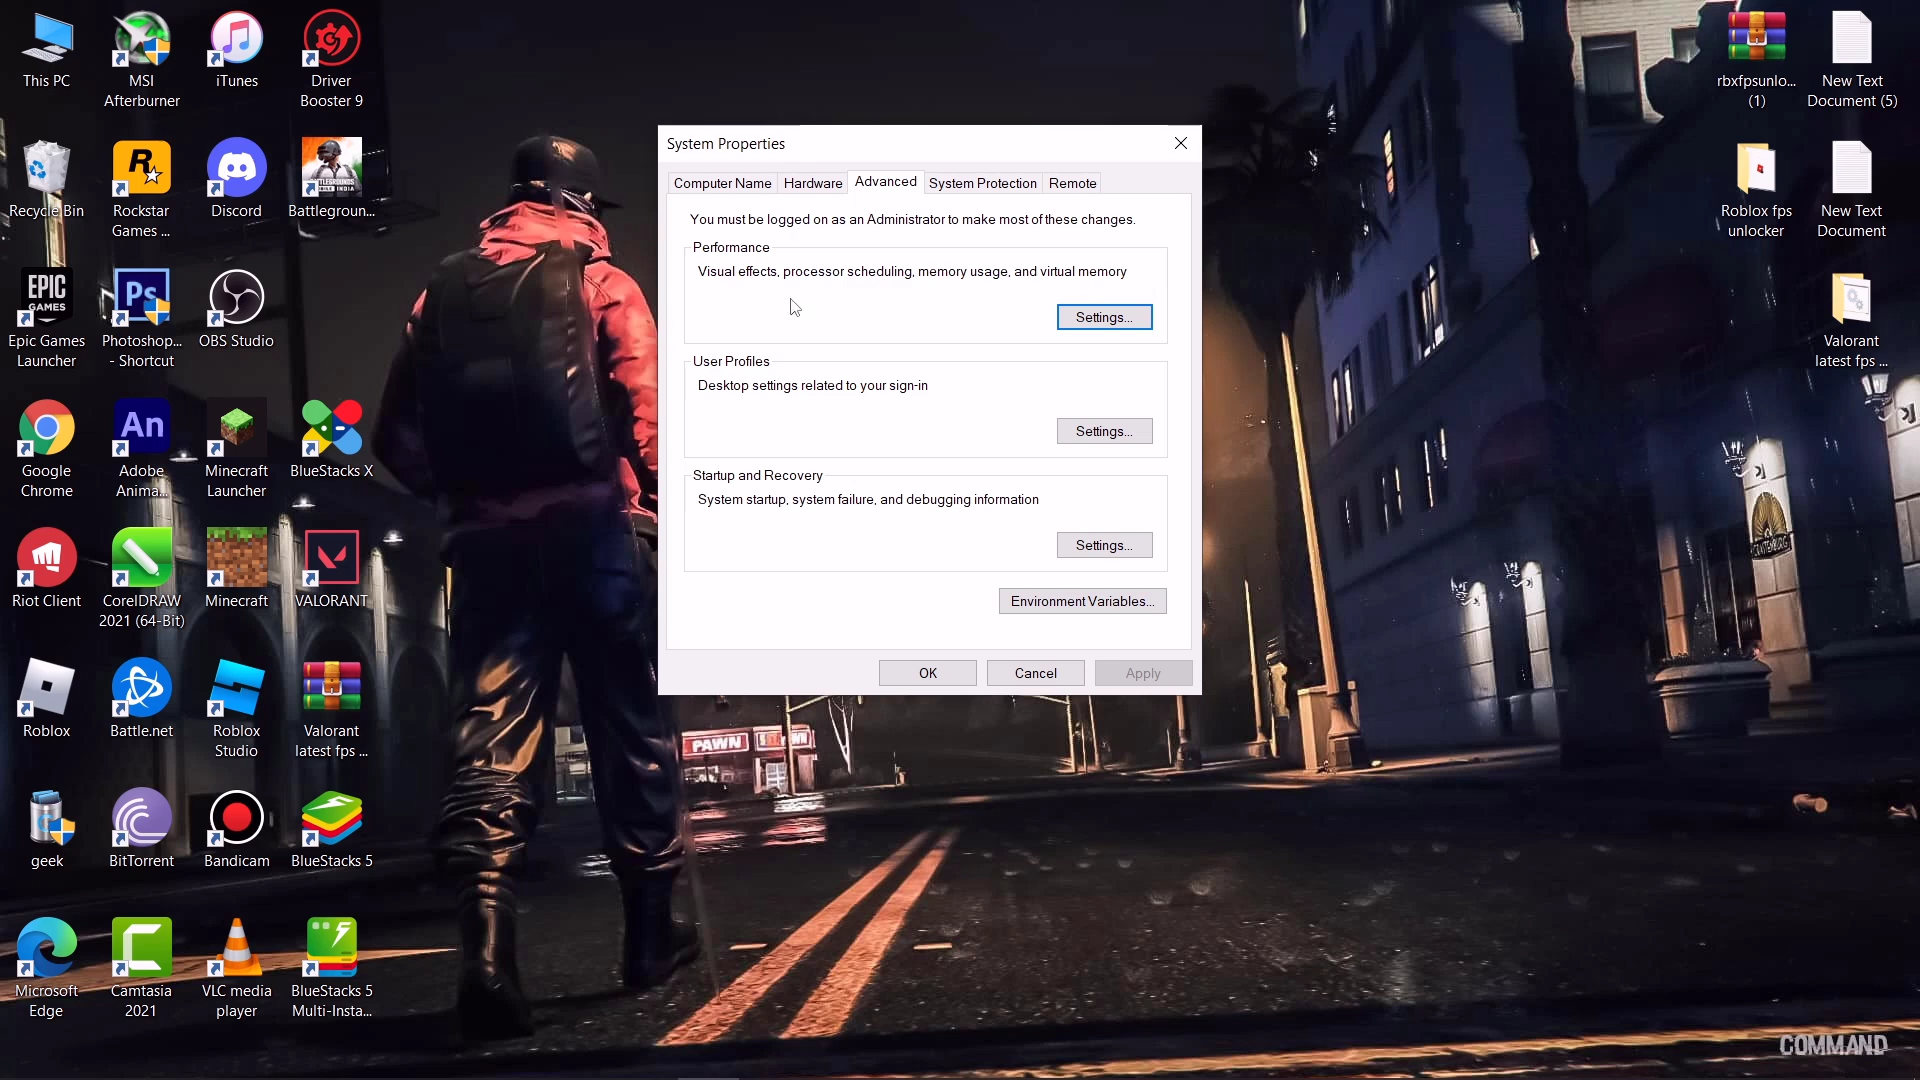 This PC
MSI
Afterburner
iTunes
Driver
Booster 9
Recycle Bin
R
Rockstar
Games ...
Discord
Battlegroun...
EPIC
GAMES
Epic Games
Launcher
Ps
Photoshop...
- Shortcut
OBS Studio
Google
Chrome
An
Adobe
Anima...
Minecraft
Launcher
BlueStacks X
Riot Client
CorelDRAW
2021 (64-Bit)
Minecraft
VALORANT
Roblox
Battle.net
Roblox
Studio
Valorant
latest fps ...
geek
BitTorrent
Bandicam
BlueStacks 5
Microsoft
Edge
Camtasia
2021
VLC media
player
BlueStacks 5
Multi-Insta...
System Properties
Computer Name
Hardware
Advanced
System Protection
Remote
You must be logged on as an Administrator to make most of these changes.
Performance
Visual effects, processor scheduling, memory usage, and virtual memory
Settings...
User Profiles
Desktop settings related to your sign-in
Settings...
Startup and Recovery
System startup, system failure, and debugging information
Settings...
Environment Variables...
OK
Cancel
Apply
PAWN
rbxfpsunlo...
(1)
New Text
Document (5)
Roblox fps
unlocker
New Text
Document
Valorant
latest fps ...
COMMAND